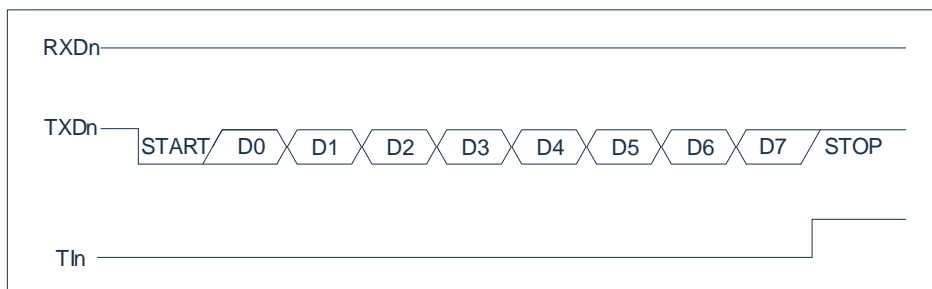 RXDn
TXDn
START D0 D1 D2 D3 D4 D5 D6 D7 STOP
TIn